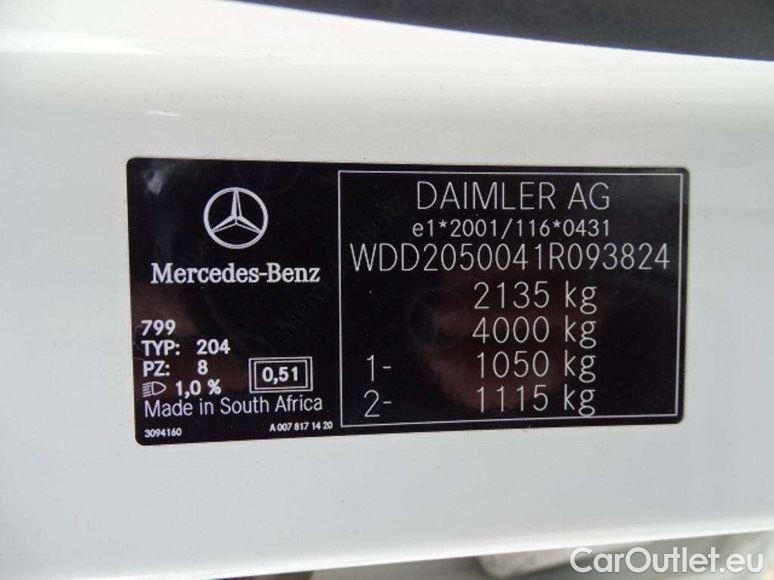 Mercedes-Benz
799
TYP: 204
PZ: 8
1,0 %
0,51
Made in South Africa
3094160
A 007 817 14 20
DAIMLER AG
e1*2001/116*0431
WDD2050041R093824
2135 kg
4000 kg
1- 1050 kg
2- 1115 kg
CarOutlet.eu